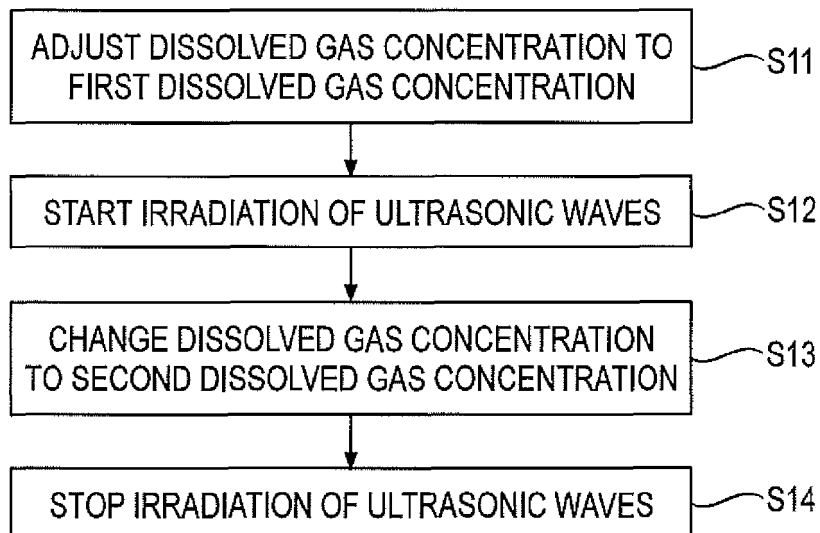 ADJUST DISSOLVED GAS CONCENTRATION TO
FIRST DISSOLVED GAS CONCENTRATION
S11
START IRRADIATION OF ULTRASONIC WAVES
S12
CHANGE DISSOLVED GAS CONCENTRATION
TO SECOND DISSOLVED GAS CONCENTRATION
S13
STOP IRRADIATION OF ULTRASONIC WAVES
S14